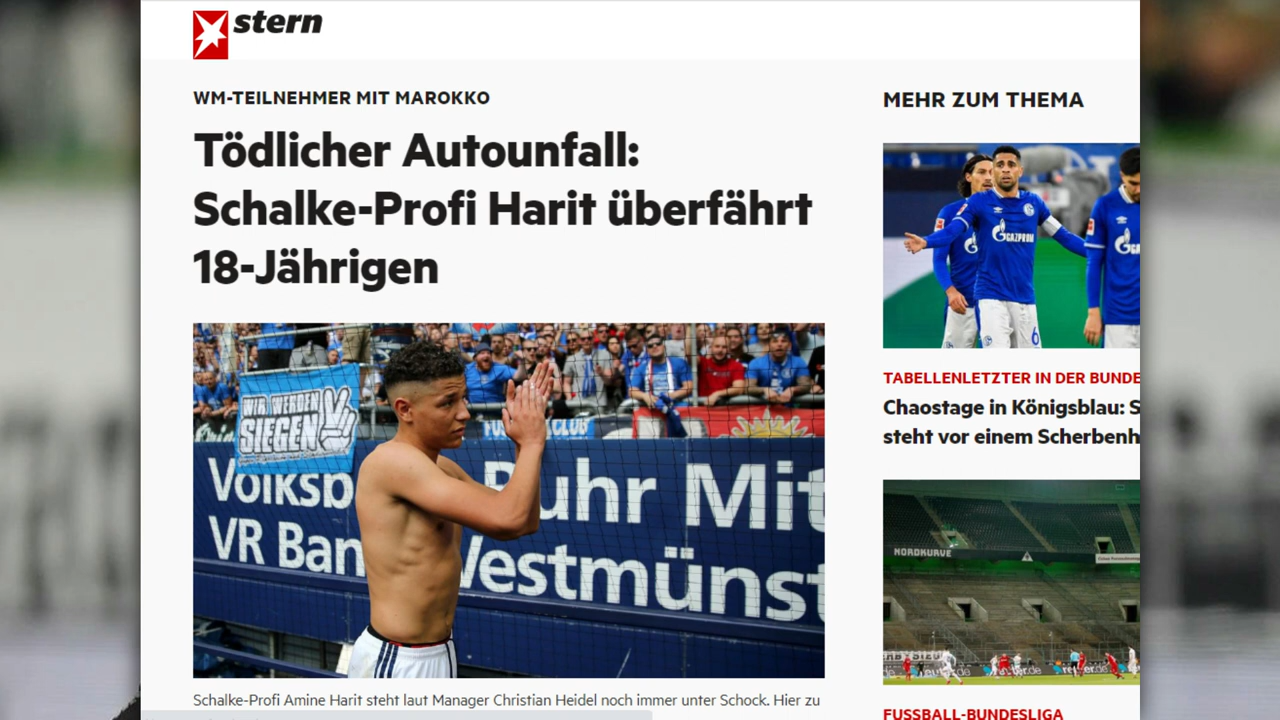 stern
WM-TEILNEHMER MIT MAROKKO
Tödlicher Autounfall:
Schalke-Profi Harit überfährt
18-Jährigen
WIR WERDEN
SIEGEN
CLUB
Volksb Ruhr Mit
VR Ban Westmünst
Schalke-Profi Amine Harit steht laut Manager Christian Heidel noch immer unter Schock. Hier zu
MEHR ZUM THEMA
GAZPROM
6
TABELLENLETZTER IN DER BUNDE
Chaostage in Königsblau: S
steht vor einem Scherbenh
NORDKURVE
FUSSBALL-BUNDESLIGA